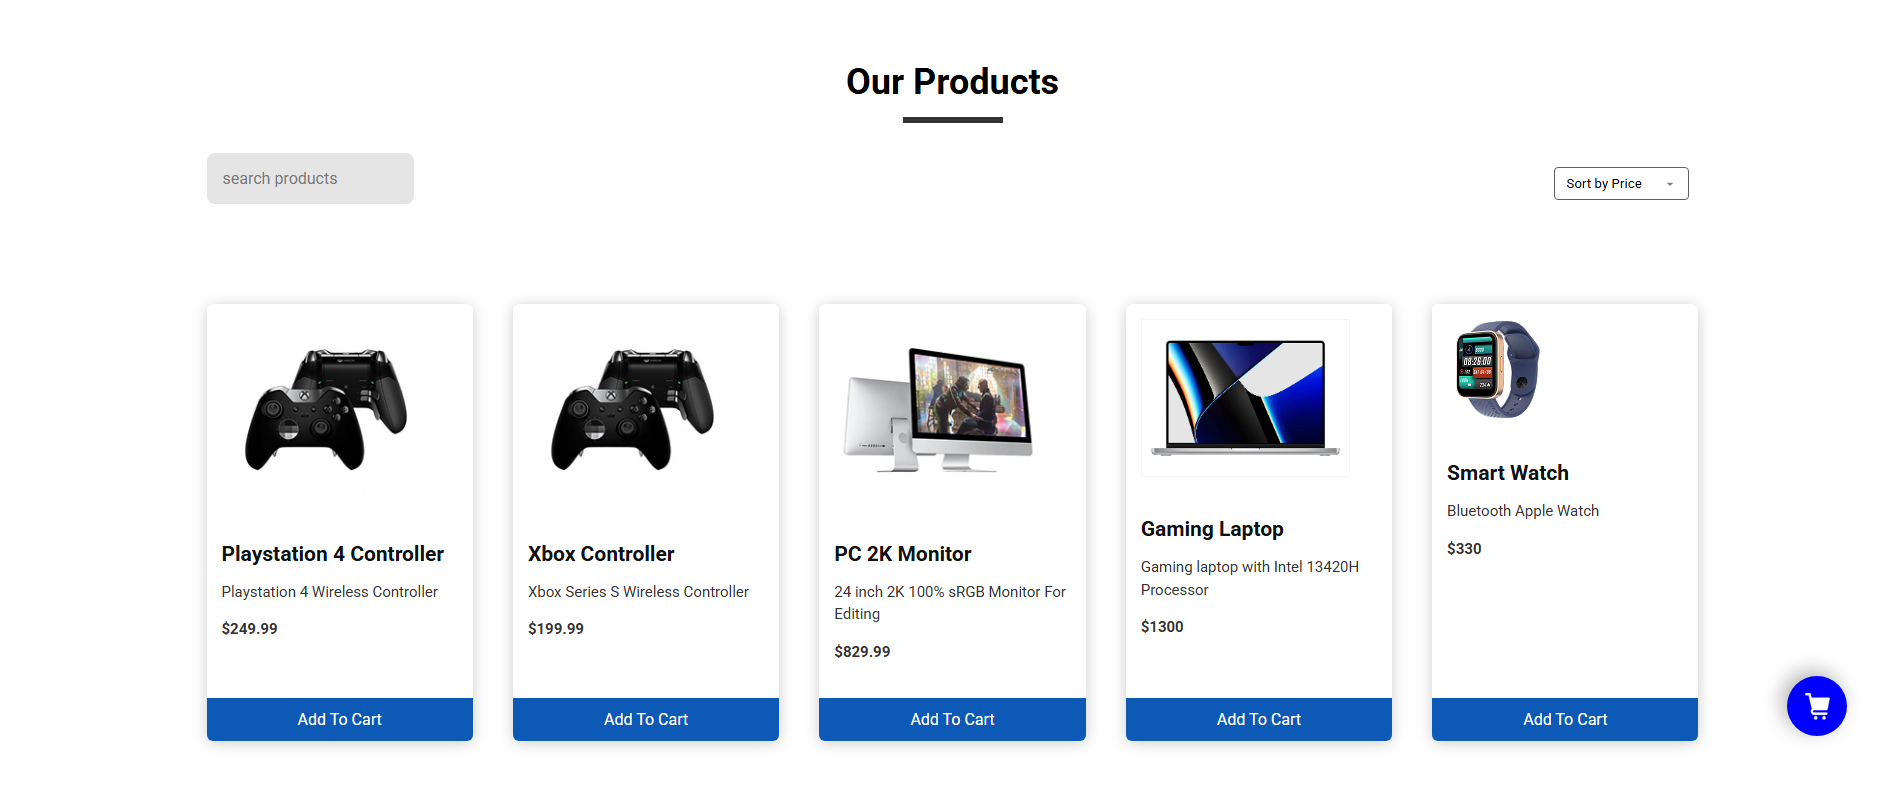 Our Products
search products
Sort by Price
Playstation 4 Controller
Playstation 4 Wireless Controller
$249.99
Add To Cart
Xbox Controller
Xbox Series S Wireless Controller
$199.99
Add To Cart
PC 2K Monitor
24 inch 2K 100% sRGB Monitor For
Editing
$829.99
Add To Cart
Gaming Laptop
Gaming laptop with Intel 13420H
Processor
$1300
Add To Cart
08:26:00
Smart Watch
Bluetooth Apple Watch
$330
Add To Cart